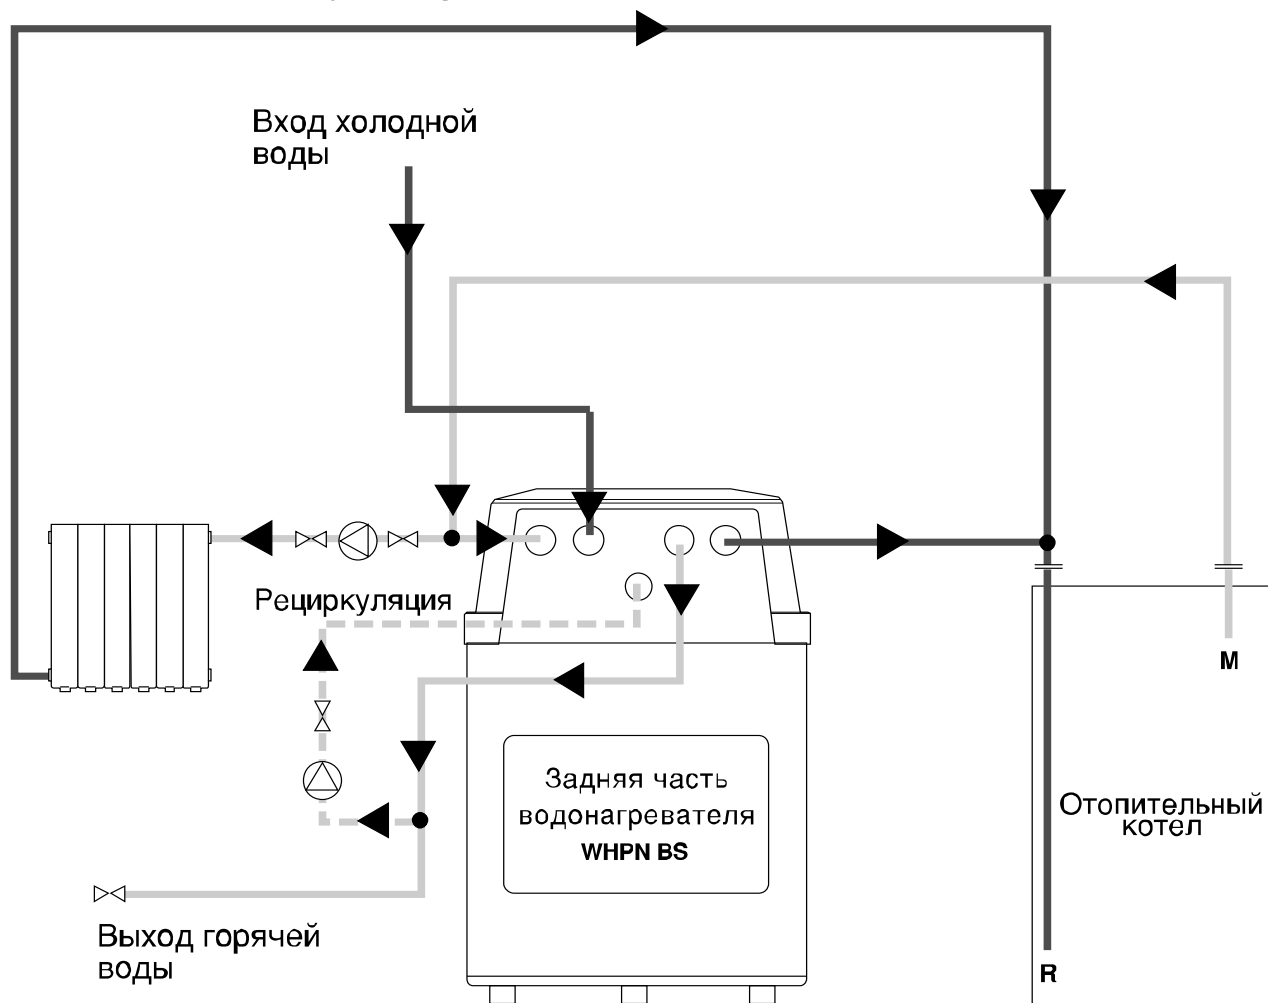 Вход холодной
воды
Рециркуляция
M
Задняя часть
водонагревателя
WHPN BS
Отопительный
котел
Выход горячей
воды
R